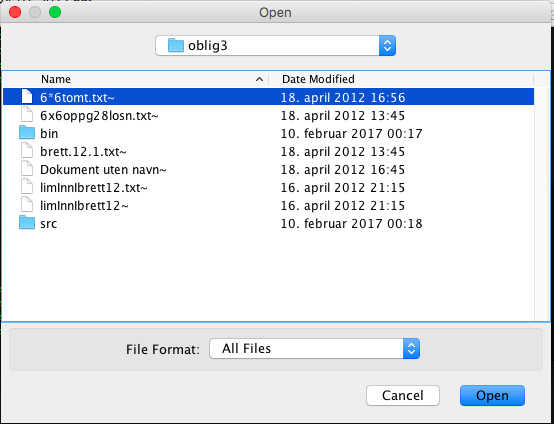 Open
oblig3
Name Date Modified
6*6tomt.txt~ 18. april 2012 16:56
6x6oppg28losn.txt~ 18. april 2012 13:45
bin 10. februar 2017 00:17
brett.12.1.txt~ 18. april 2012 13:45
Dokument uten navn~ 18. april 2012 16:45
limInnIbrett12.txt~ 16. april 2012 21:15
limInnIbrett12~ 16. april 2012 21:15
src 10. februar 2017 00:18
File Format: All Files
Cancel Open